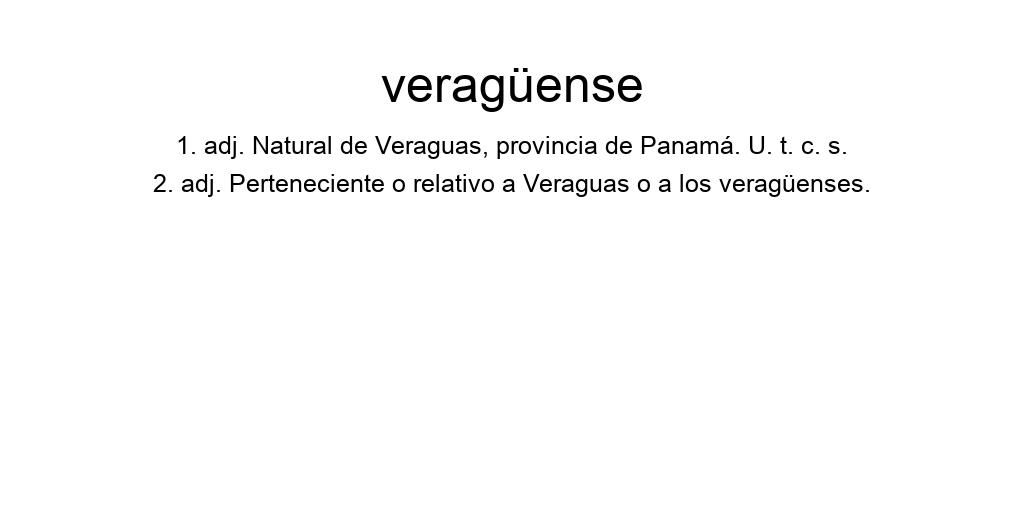 veragüense
1. adj. Natural de Veraguas, provincia de Panamá. U. t. c. s.
2. adj. Perteneciente o relativo a Veraguas o a los veragüenses.